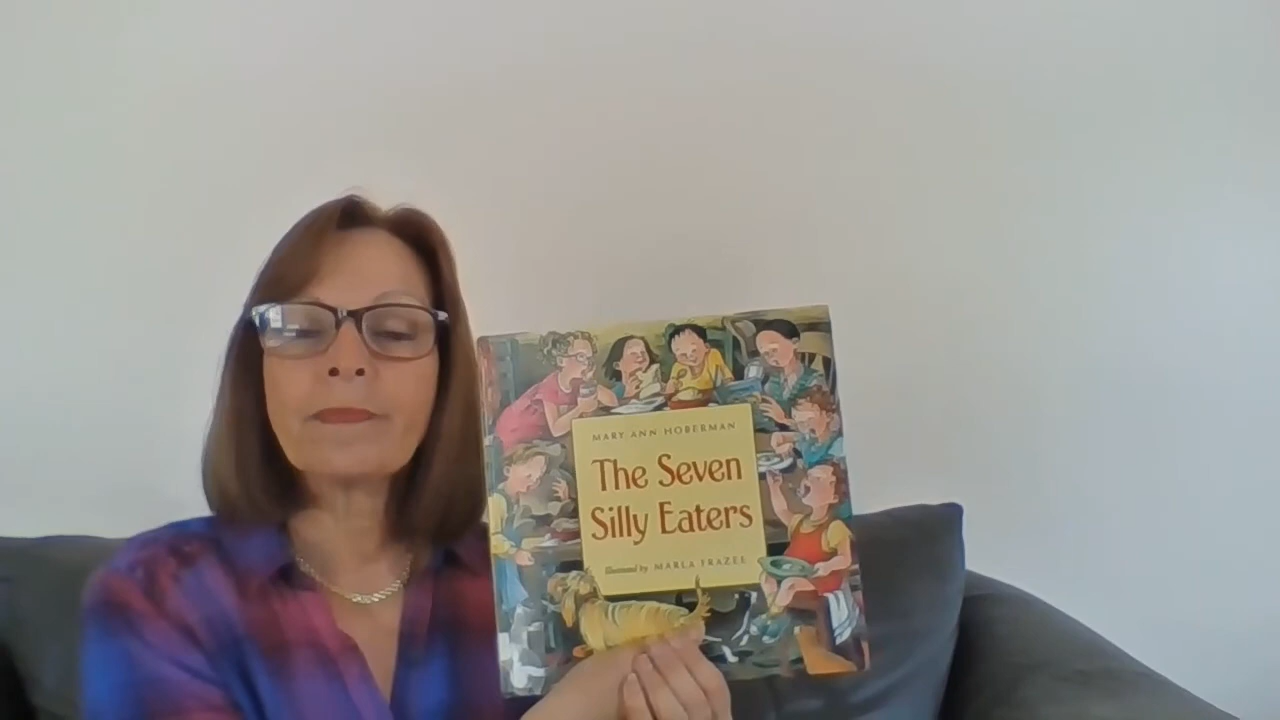 MARY ANN HOBERMAN
The Seven
Silly Eaters
Illustrated by MARLA FRAZEE